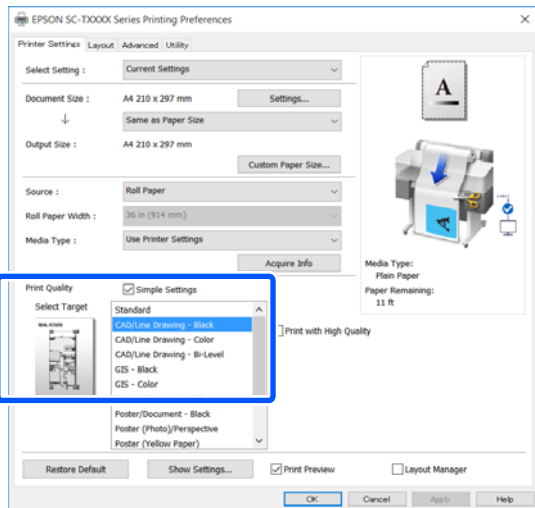 EPSON SC-TXXXX Series Printing Preferences
Printer Settings Layout Advanced Utility
Select Setting : Current Settings
Document Size : A4 210 x 297 mm Settings...
Same as Paper Size
Output Size : A4 210 x 297 mm
Custom Paper Size...
Source : Roll Paper
Roll Paper Width : 36 in (914 mm)
Media Type : Use Printer Settings
Acquire Info
A
Media Type:
Plain Paper
Paper Remaining:
11 ft
Print Quality Simple Settings
Select Target
Standard
CAD/Line Drawing - Black
CAD/Line Drawing - Color
CAD/Line Drawing - Bi-Level
GIS - Black
GIS - Color
Print with High Quality
Poster/Document - Black
Poster (Photo)/Perspective
Poster (Yellow Paper)
Restore Default Show Settings... Print Preview Layout Manager
OK Cancel Apply Help